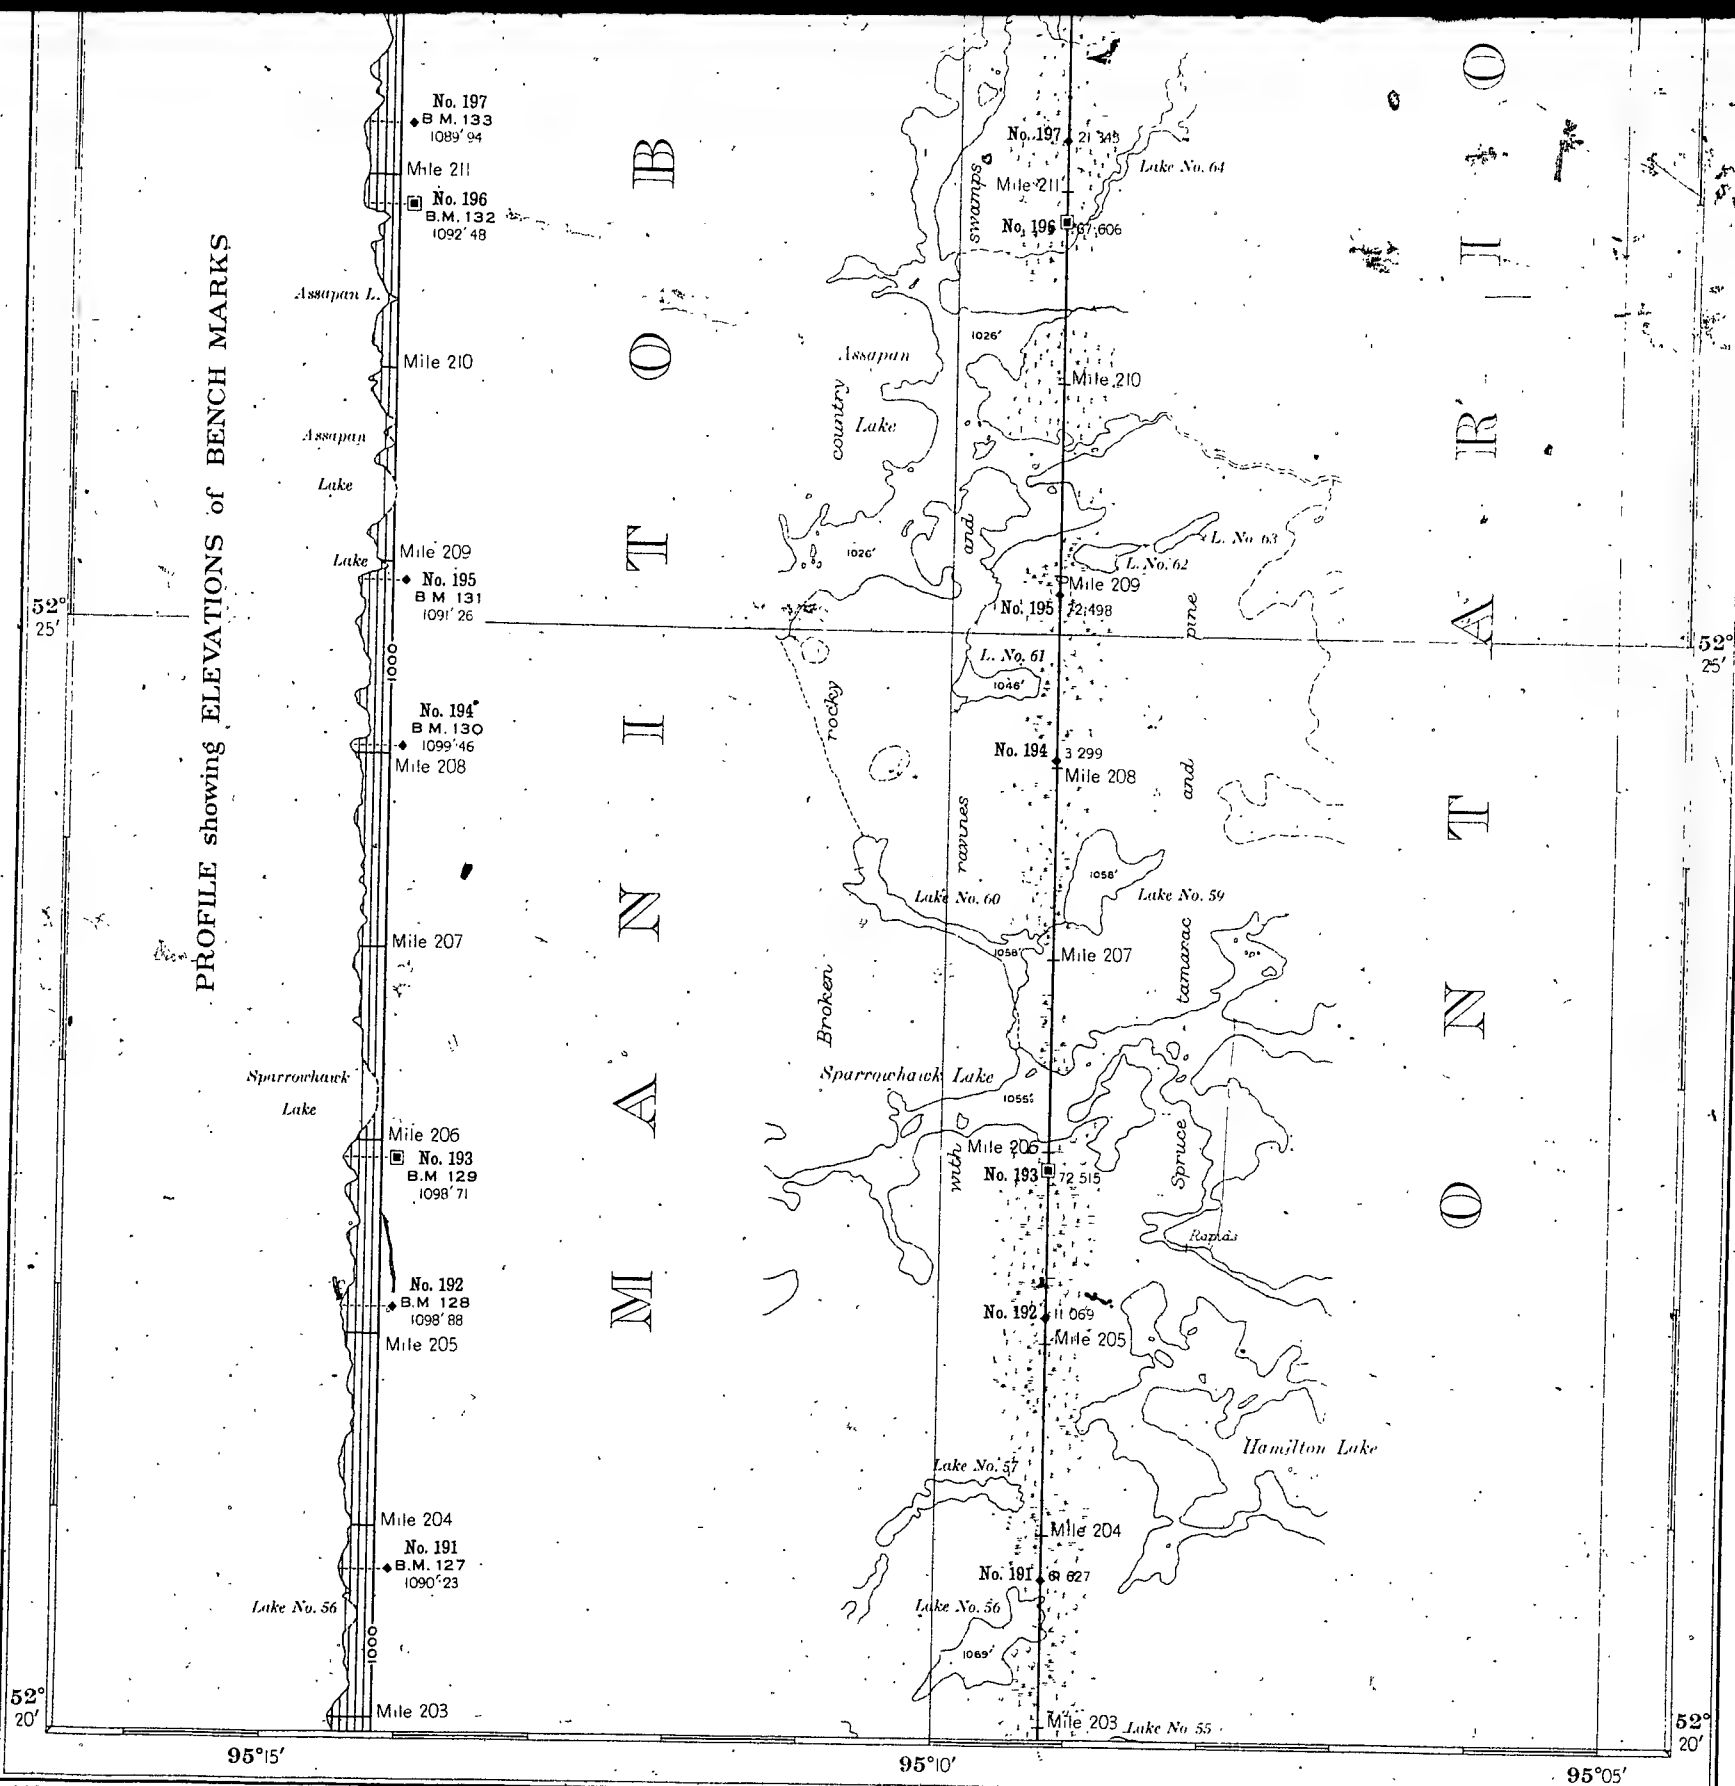 No. 197
B M. 133
1089'94
Mile 211
No. 196
B.M. 132
1092'48
Assapan L.
Mile 210
Assapan
Lake
Mile 209
Lake
No. 195
B M 131
1091'26
1000
No. 194
B M. 130
1099'46
Mile 208
Mile 207
Sparrowhawk
Lake
Mile 206
No. 193
B.M 129
1098'71
No. 192
B.M 128
1098'88
Mile 205
Mile 204
No. 191
B.M. 127
1090'23
Lake No. 56
1000
Mile 203
PROFILE showing ELEVATIONS of BENCH MARKS
MANITOB
No. 197
21 345
Lake No. 64
Mile 211
No. 196
67,606
swamps
1026'
Assapan
Lake
Mile 210
country
1026'
and
L. No. 63
L. No. 62
Mile 209
No. 195
72,498
pine
L. No. 61
1046'
rocky
No. 194
3 299
Mile 208
and
ravines
1058'
Lake No. 60
Lake No. 59
1058'
Mile 207
tamarac
Broken
Sparrowhawk Lake
1055'
Mile 206
with
No. 193
72 515
Spruce
Rapids
No. 192
11 069
Mile 205
Hamilton Lake
Lake No. 57
Mile 204
No. 191
Lake No. 56
1069'
Mile 203
Lake No 55
ONTARIO
52°
25'
52°
25'
52°
20'
52°
20'
95°15'
95°10'
95°05'